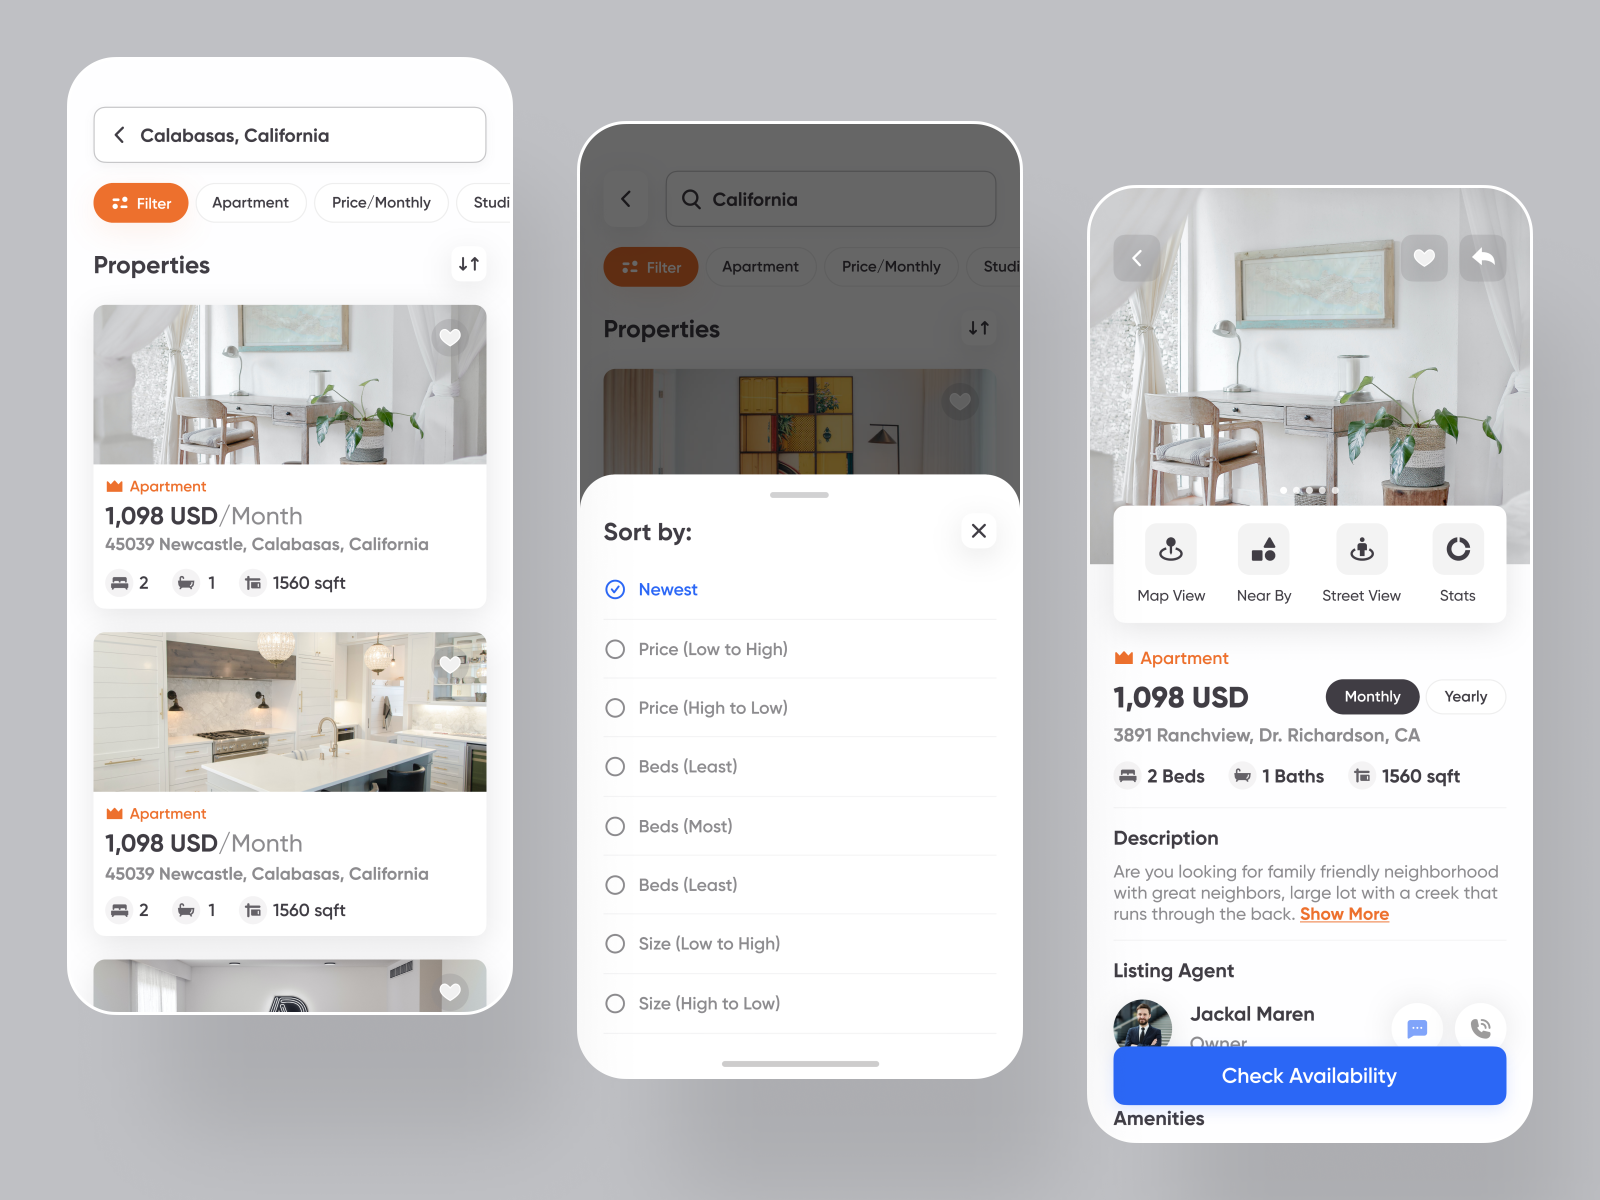 Calabasas, California
Filter
Apartment
Price/Monthly
Studi
Properties
Apartment
1,098 USD/Month
45039 Newcastle, Calabasas, California
2
1
1560 sqft
Apartment
1,098 USD/Month
45039 Newcastle, Calabasas, California
2
1
1560 sqft
California
Filter
Apartment
Price/Monthly
Studi
Properties
Sort by:
Newest
Price (Low to High)
Price (High to Low)
Beds (Least)
Beds (Most)
Beds (Least)
Size (Low to High)
Size (High to Low)
Map View
Near By
Street View
Stats
Apartment
1,098 USD
Monthly
Yearly
3891 Ranchview, Dr. Richardson, CA
2 Beds
1 Baths
1560 sqft
Description
Are you looking for family friendly neighborhood
with great neighbors, large lot with a creek that
runs through the back. Show More
Listing Agent
Jackal Maren
Owner
Check Availability
Amenities